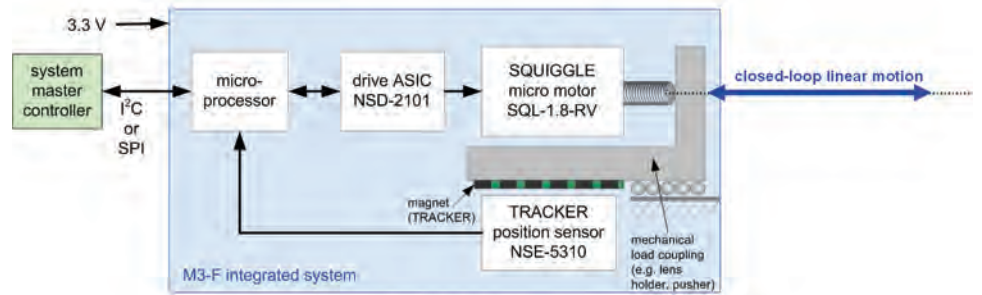 3.3 V
system
master
controller
I²C
or
SPI
micro-
processor
drive ASIC
NSD-2101
SQUIGGLE
micro motor
SQL-1.8-RV
closed-loop linear motion
magnet
(TRACKER)
TRACKER
position sensor
NSE-5310
mechanical
load coupling
(e.g. lens
holder, pusher)
M3-F integrated system